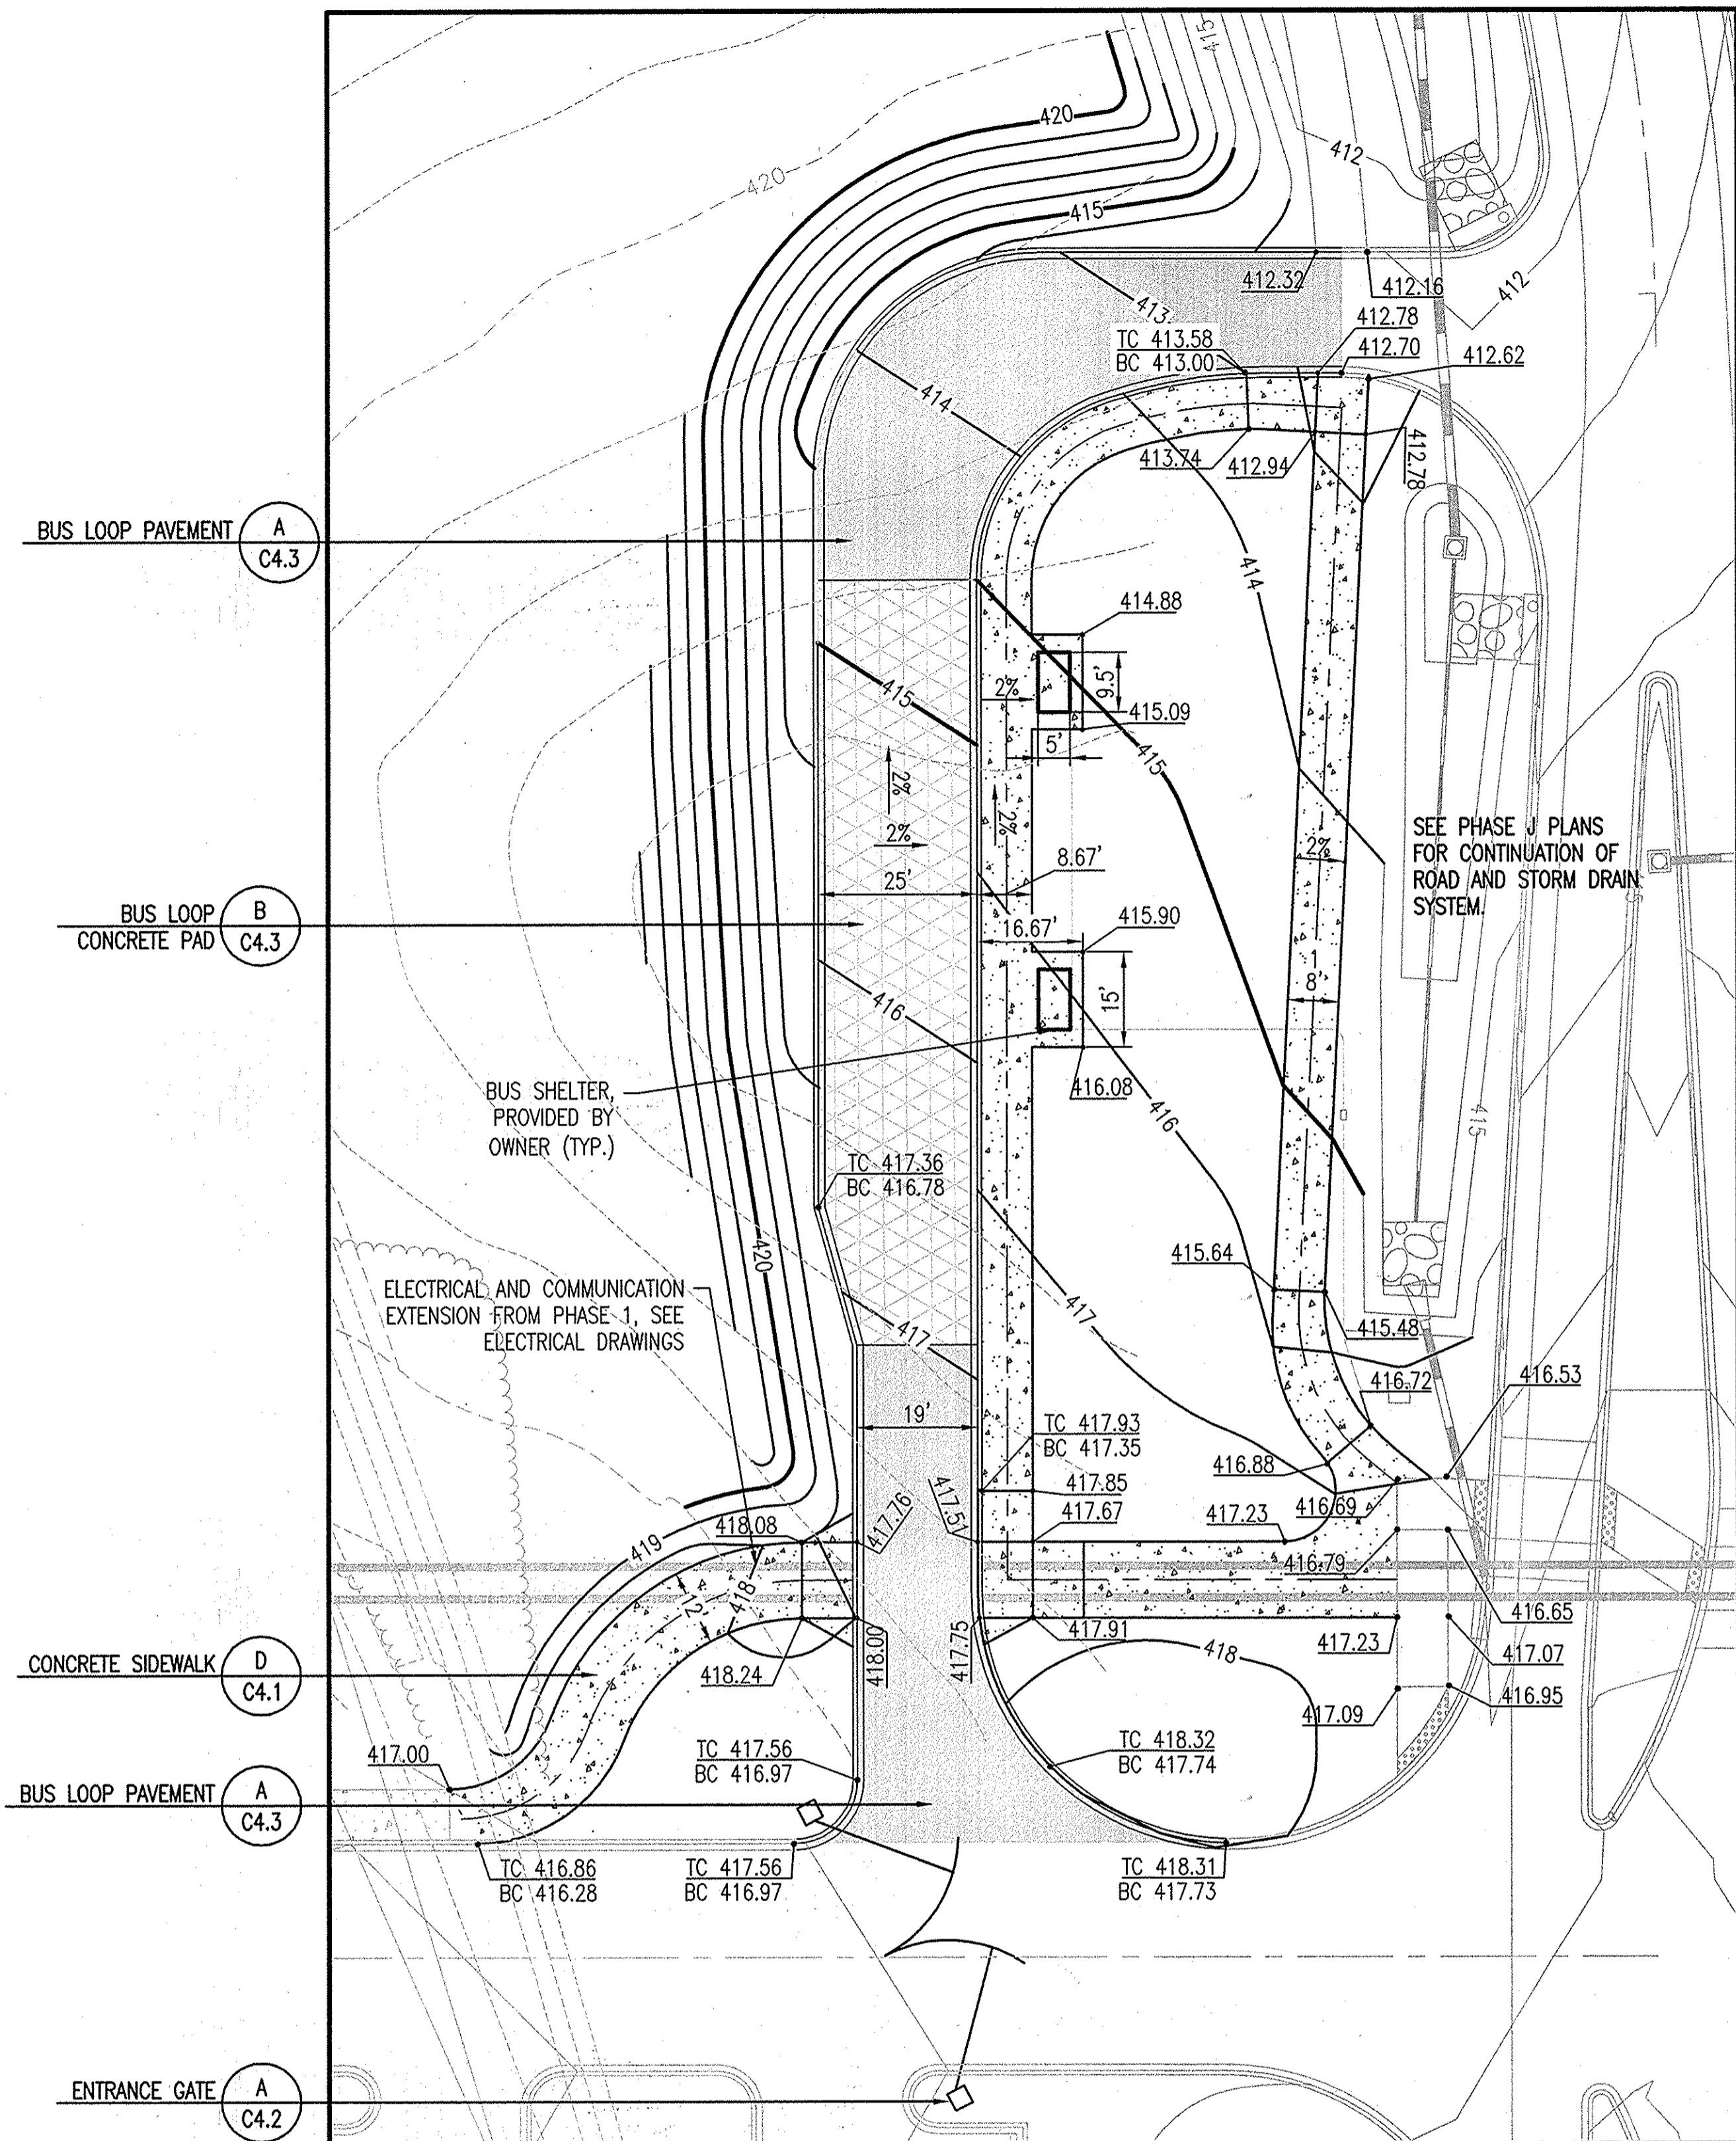 415
420
420
412
415
412.32
412.16
412
413
412.78
TC 413.58
BC 413.00
412.70
412.62
414
413.74
412.94
412.78
BUS LOOP PAVEMENT
A
C4.3
414
414.88
9.5'
2%
415
415.09
5'
415
2%
2%
2%
SEE PHASE J PLANS
FOR CONTINUATION OF
ROAD AND STORM DRAIN
SYSTEM.
2%
8.67'
25'
BUS LOOP
CONCRETE PAD
B
C4.3
415.90
16.67'
8'
15'
416
BUS SHELTER,
PROVIDED BY
OWNER (TYP.)
416.08
416
415
TC 417.36
BC 416.78
420
415.64
ELECTRICAL AND COMMUNICATION
EXTENSION FROM PHASE 1, SEE
ELECTRICAL DRAWINGS
417
417
415.48
416.72
416.53
19'
TC 417.93
BC 417.35
416.88
417.85
416.69
417.76
417.51
418.08
417.67
417.23
419
416.79
418
12'
416.65
417.91
417.23
417.07
418.00
417.75
418
CONCRETE SIDEWALK
D
C4.1
418.24
416.95
417.09
TC 417.56
BC 416.97
TC 418.32
BC 417.74
417.00
BUS LOOP PAVEMENT
A
C4.3
TC 416.86
BC 416.28
TC 417.56
BC 416.97
TC 418.31
BC 417.73
ENTRANCE GATE
A
C4.2